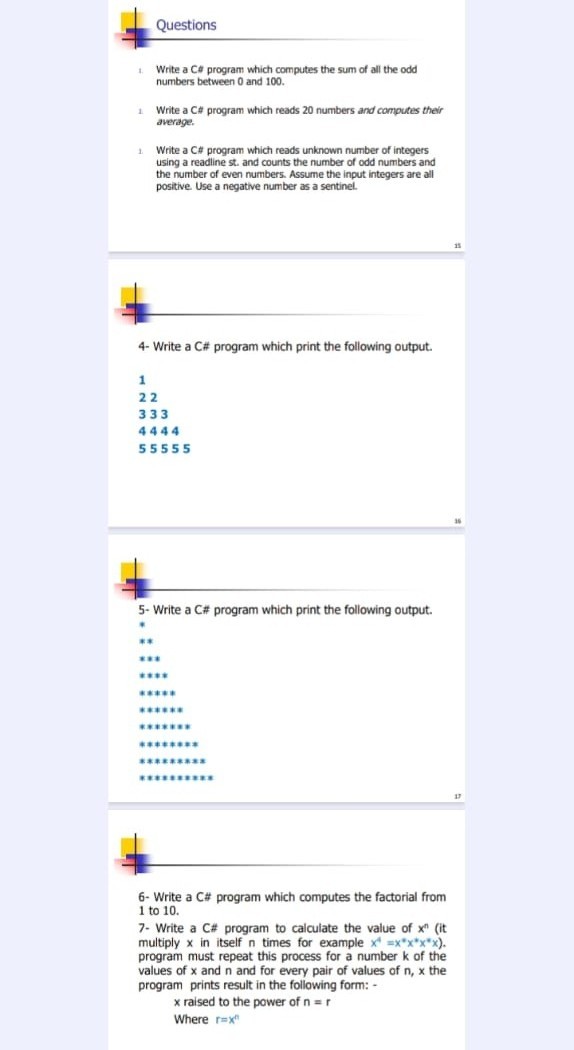 Questions
1. Write a C# program which computes the sum of all the odd
numbers between 0 and 100.
2. Write a C# program which reads 20 numbers and computes their
average.
3. Write a C# program which reads unknown number of integers
using a readline st. and counts the number of odd numbers and
the number of even numbers. Assume the input integers are all
positive. Use a negative number as a sentinel.
15
4- Write a C# program which print the following output.
1
2 2
3 3 3
4 4 4 4
5 5 5 5 5
16
5- Write a C# program which print the following output.
*
**
***
****
*****
******
*******
********
*********
**********
17
6- Write a C# program which computes the factorial from
1 to 10.
7- Write a C# program to calculate the value of xⁿ (it
multiply x in itself n times for example x⁴ =x*x*x*x).
program must repeat this process for a number k of the
values of x and n and for every pair of values of n, x the
program prints result in the following form: -
x raised to the power of n = r
Where r=xⁿ